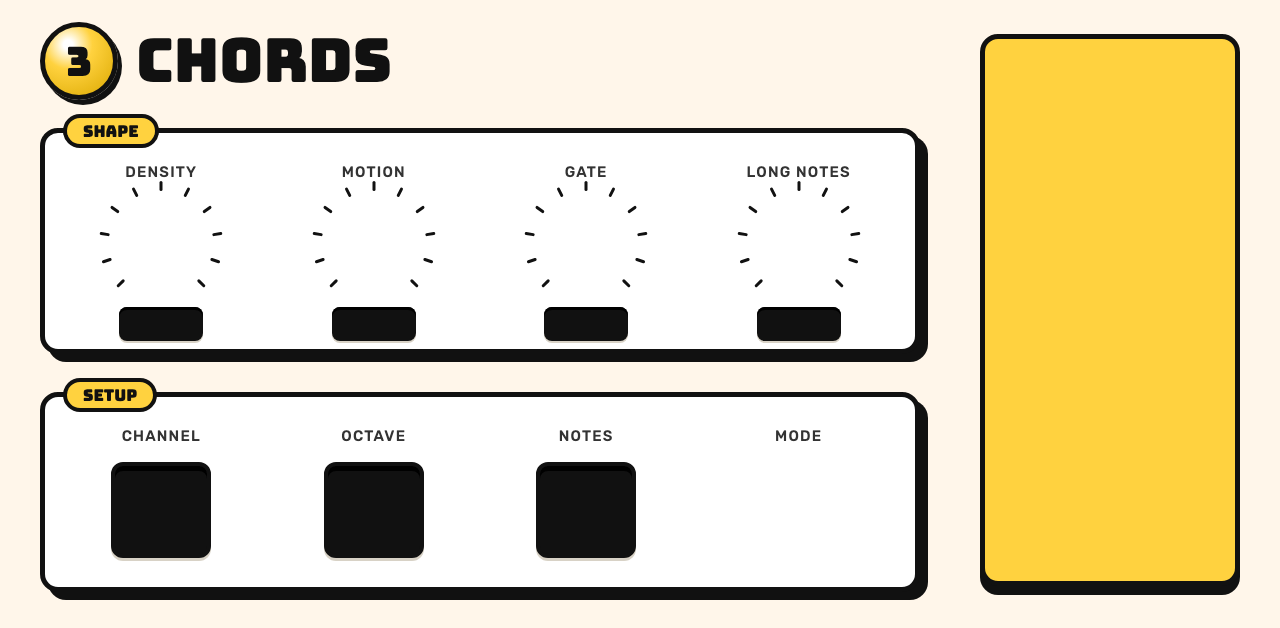 3 CHORDS
SHAPE
DENSITY MOTION GATE LONG NOTES
SETUP
CHANNEL OCTAVE NOTES MODE